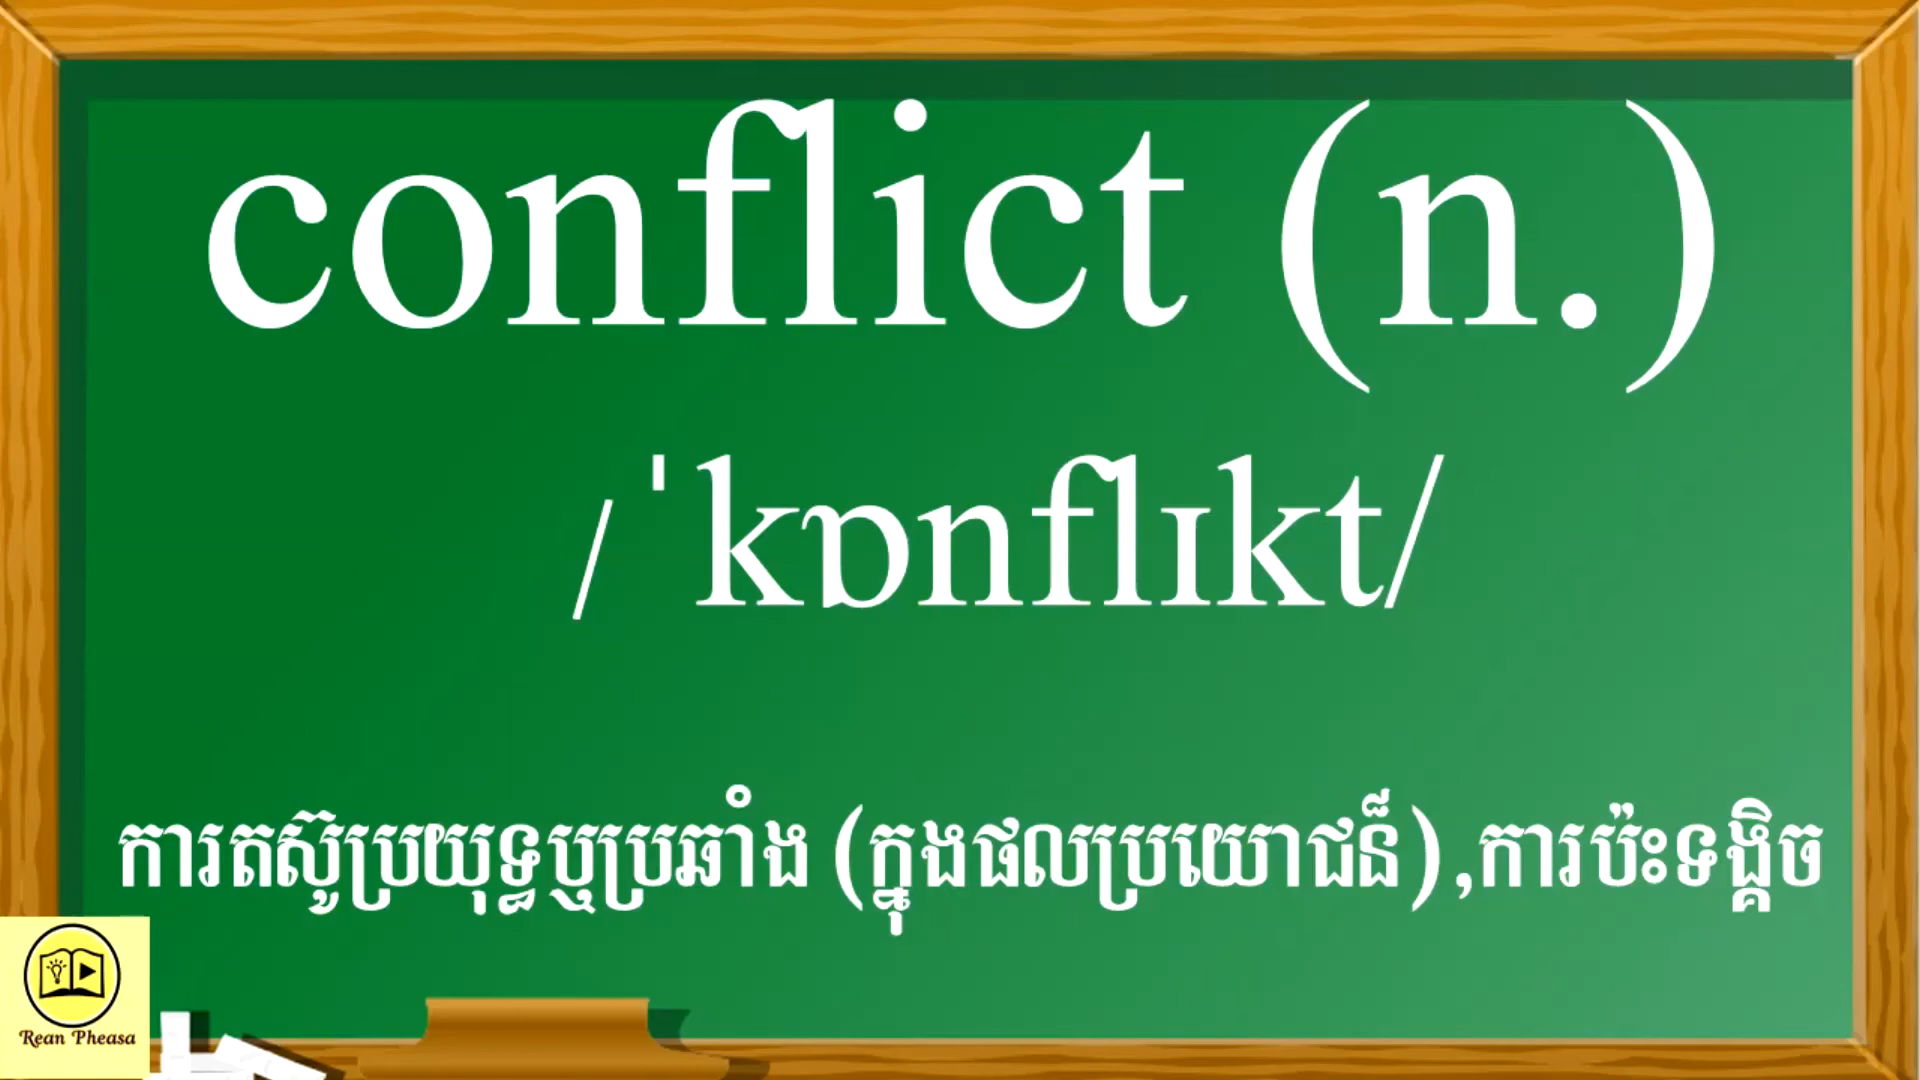 conflict (n.)
/ˈkɒnflɪkt/
ការតស៊ូប្រយុទ្ធឬប្រឆាំង (ក្នុងផលប្រយោជន៏) ,ការប៉ះទង្គិច
Rean Pheasa